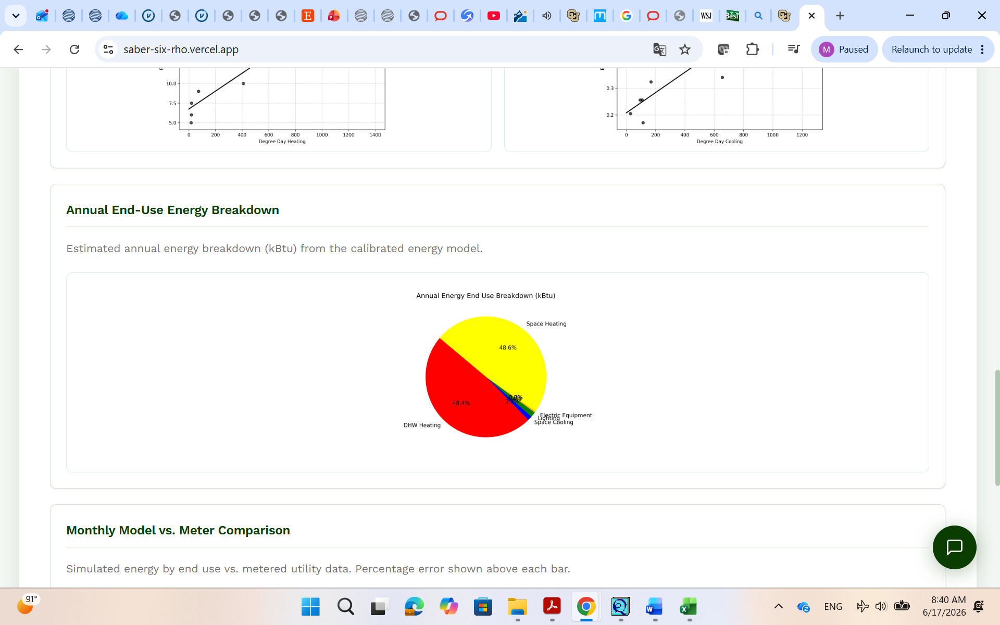 saber-six-rho.vercel.app
M
Paused
Relaunch to update
WSJ
BEST
10.0
7.5
5.0
0 200 400 600 800 1000 1200 1400
Degree Day Heating
0.3
0.2
0 200 400 600 800 1000 1200
Degree Day Cooling
Annual End-Use Energy Breakdown
Estimated annual energy breakdown (kBtu) from the calibrated energy model.
Annual Energy End Use Breakdown (kBtu)
Space Heating
48.6%
48.4%
Electric Equipment
Lighting
Space Cooling
DHW Heating
Monthly Model vs. Meter Comparison
Simulated energy by end use vs. metered utility data. Percentage error shown above each bar.
91°
ENG
8:40 AM
6/17/2026